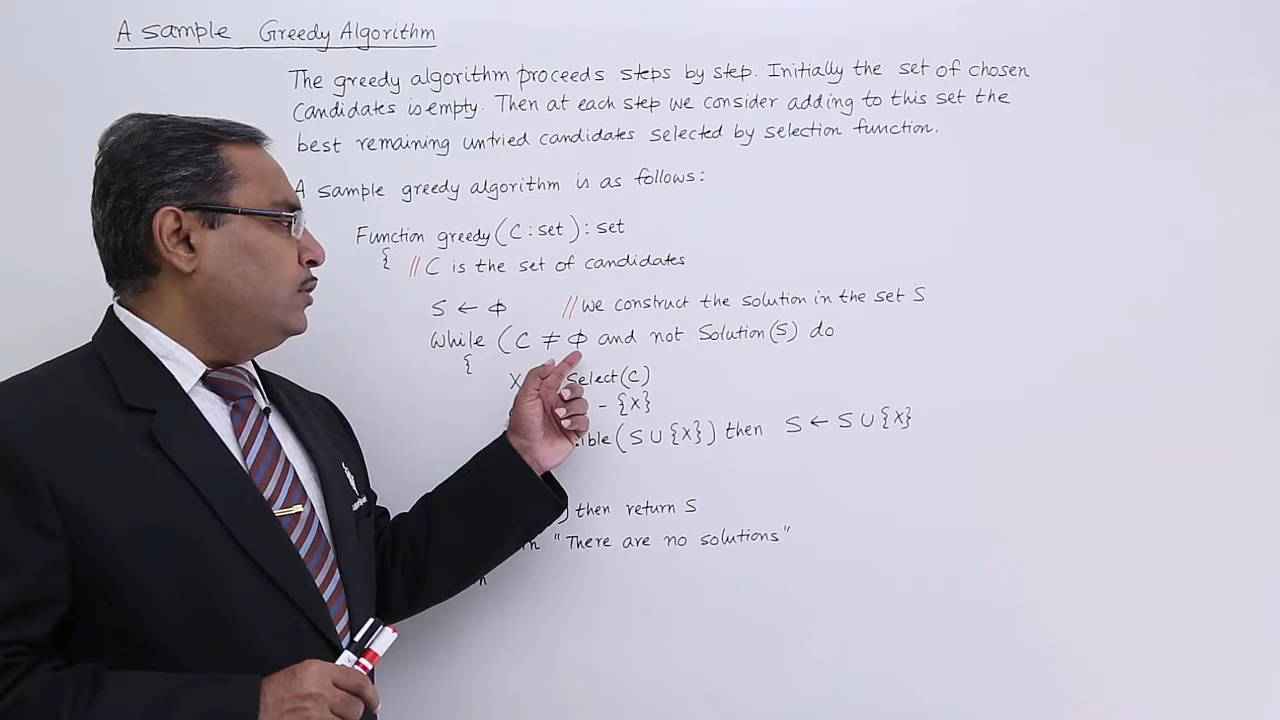 A sample Greedy Algorithm
The greedy algorithm proceeds steps by step. Initially the set of chosen
Candidates is empty. Then at each step we consider adding to this set the
best remaining untried candidates selected by selection function.
A sample greedy algorithm is as follows:
Function greedy (C : set) : set
{ // C is the set of candidates
S ← Φ // we construct the solution in the set S
While (C ≠ Φ and not Solution(S) do
{
X Select(C)
- {X}
(S ∪ {X}) then S ← S ∪ {X}
) then return S
"There are no solutions"